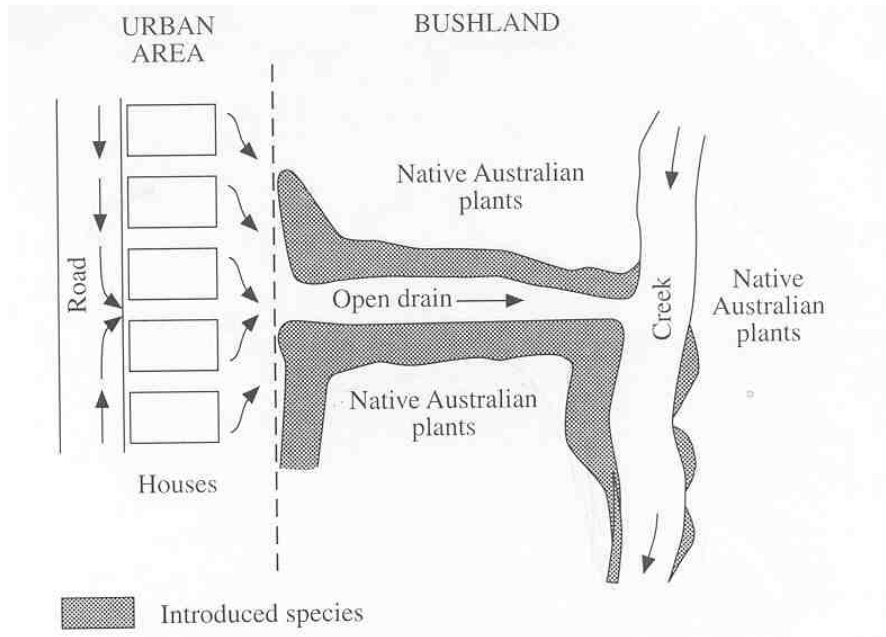 URBAN
AREA
BUSHLAND
Native Australian
plants
Road
Open drain
Creek
Native
Australian
plants
Native Australian
plants
Houses
Introduced species